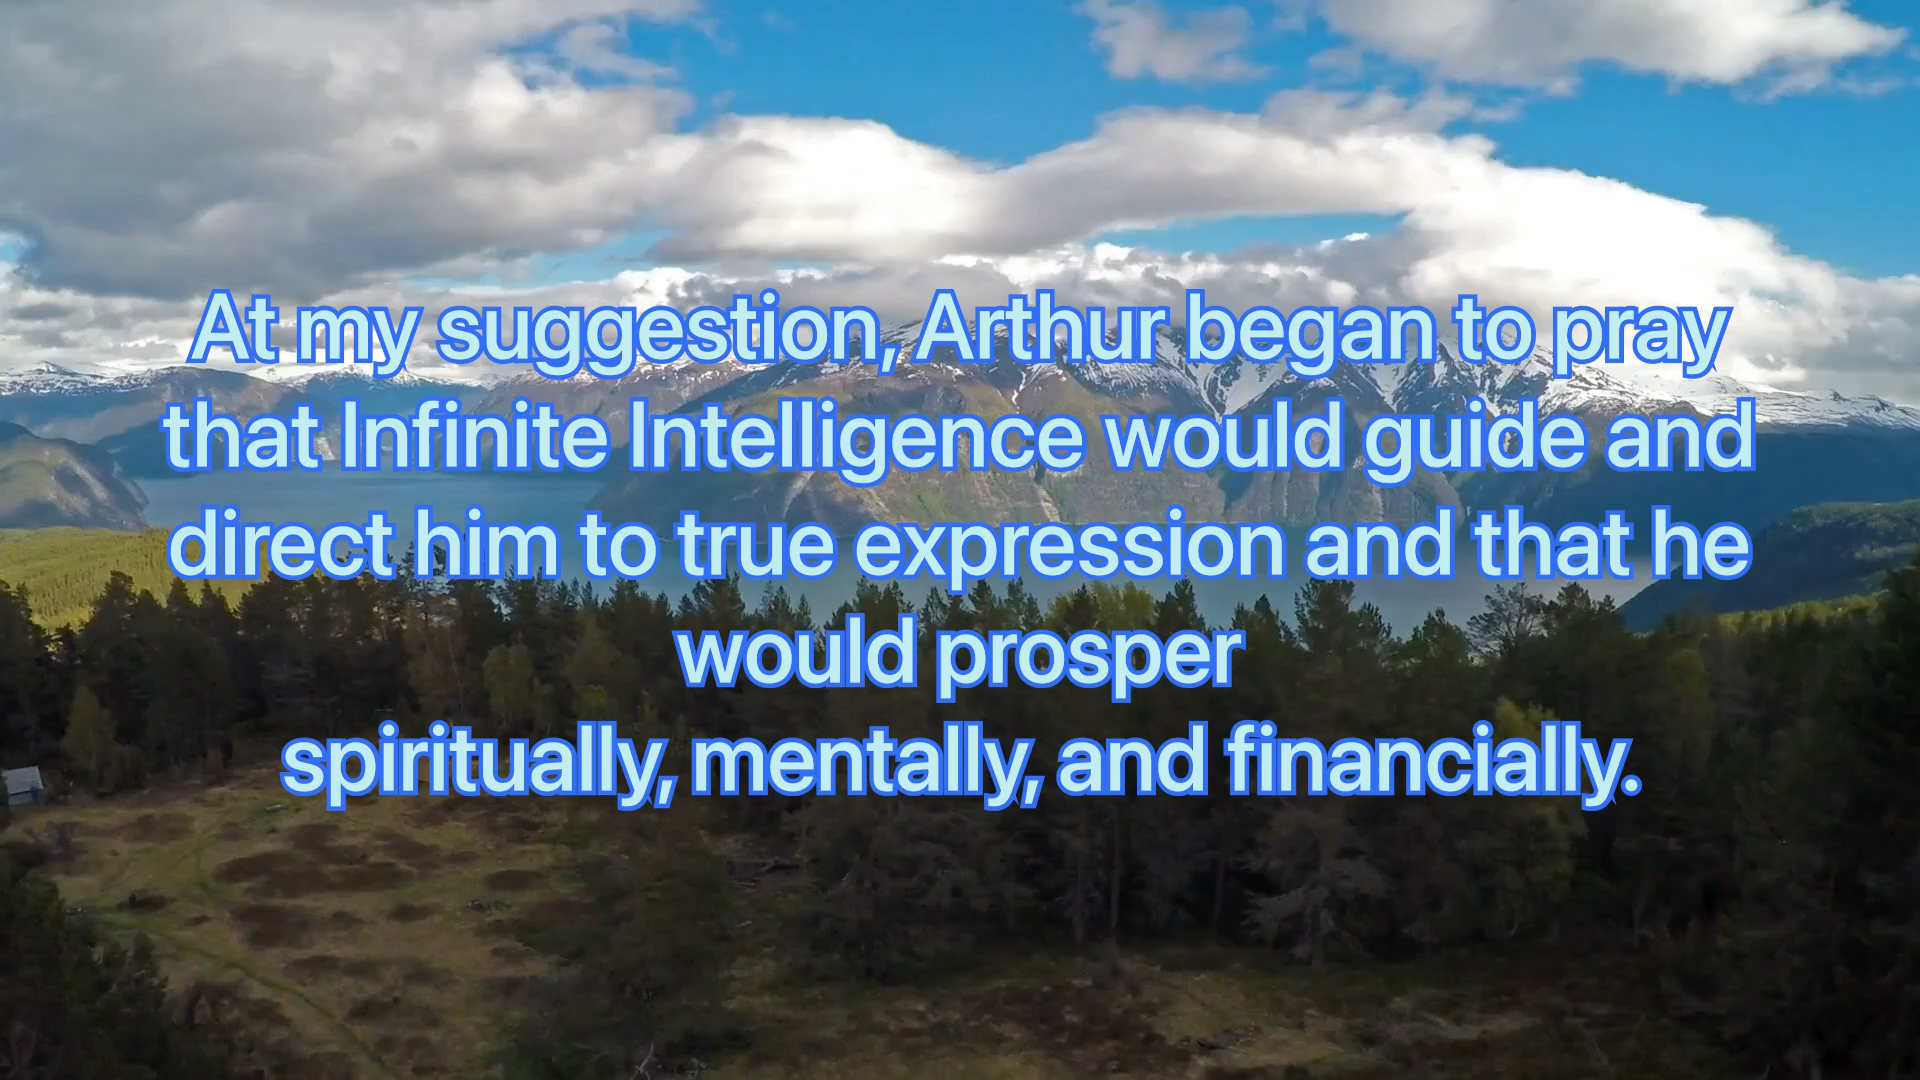 At my suggestion, Arthur began to pray
that Infinite Intelligence would guide and
direct him to true expression and that he
would prosper
spiritually, mentally, and financially.